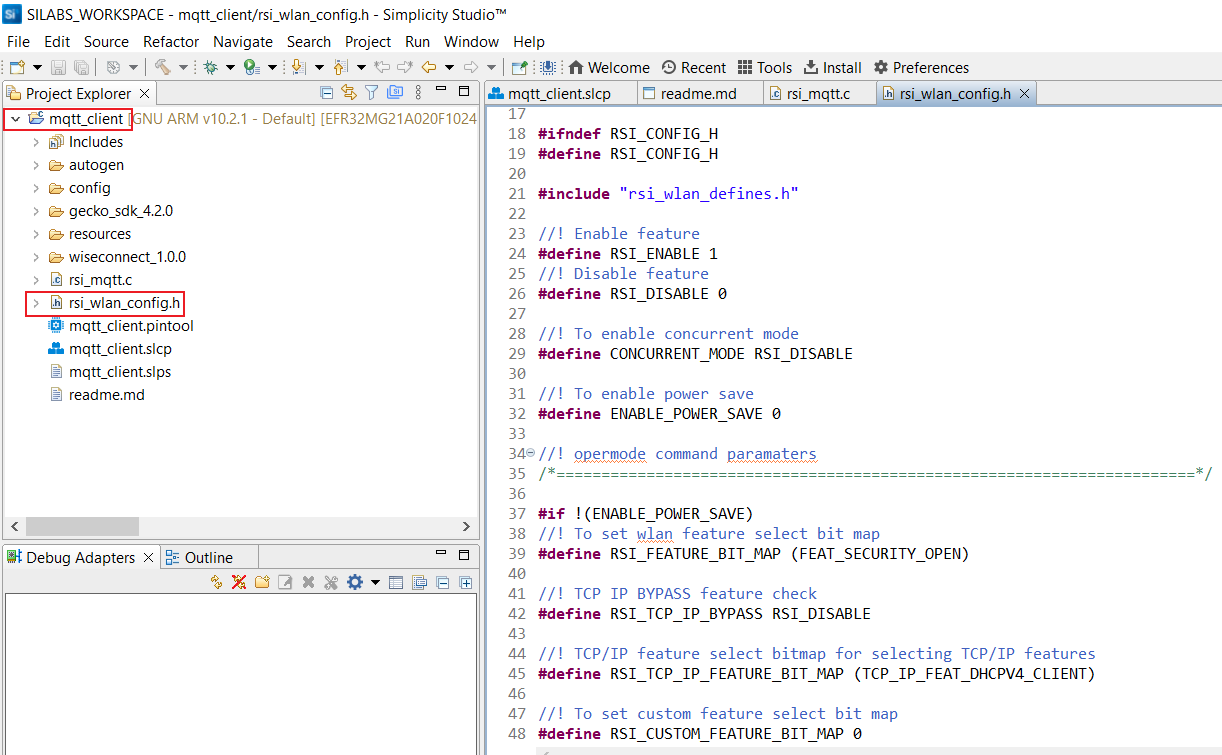 SILABS_WORKSPACE - mqtt_client/rsi_wlan_config.h - Simplicity Studio™
File Edit Source Refactor Navigate Search Project Run Window Help
Welcome Recent Tools Install Preferences
Project Explorer
mqtt_client [GNU ARM v10.2.1 - Default] [EFR32MG21A020F1024
Includes
autogen
config
gecko_sdk_4.2.0
resources
wiseconnect_1.0.0
rsi_mqtt.c
rsi_wlan_config.h
mqtt_client.pintool
mqtt_client.slcp
mqtt_client.slps
readme.md
Debug Adapters Outline
mqtt_client.slcp readme.md rsi_mqtt.c rsi_wlan_config.h
17
18 #ifndef RSI_CONFIG_H
19 #define RSI_CONFIG_H
20
21 #include "rsi_wlan_defines.h"
22
23 //! Enable feature
24 #define RSI_ENABLE 1
25 //! Disable feature
26 #define RSI_DISABLE 0
27
28 //! To enable concurrent mode
29 #define CONCURRENT_MODE RSI_DISABLE
30
31 //! To enable power save
32 #define ENABLE_POWER_SAVE 0
33
34 //! opermode command paramaters
35 /*=======================================================================*/
36
37 #if !(ENABLE_POWER_SAVE)
38 //! To set wlan feature select bit map
39 #define RSI_FEATURE_BIT_MAP (FEAT_SECURITY_OPEN)
40
41 //! TCP IP BYPASS feature check
42 #define RSI_TCP_IP_BYPASS RSI_DISABLE
43
44 //! TCP/IP feature select bitmap for selecting TCP/IP features
45 #define RSI_TCP_IP_FEATURE_BIT_MAP (TCP_IP_FEAT_DHCPV4_CLIENT)
46
47 //! To set custom feature select bit map
48 #define RSI_CUSTOM_FEATURE_BIT_MAP 0